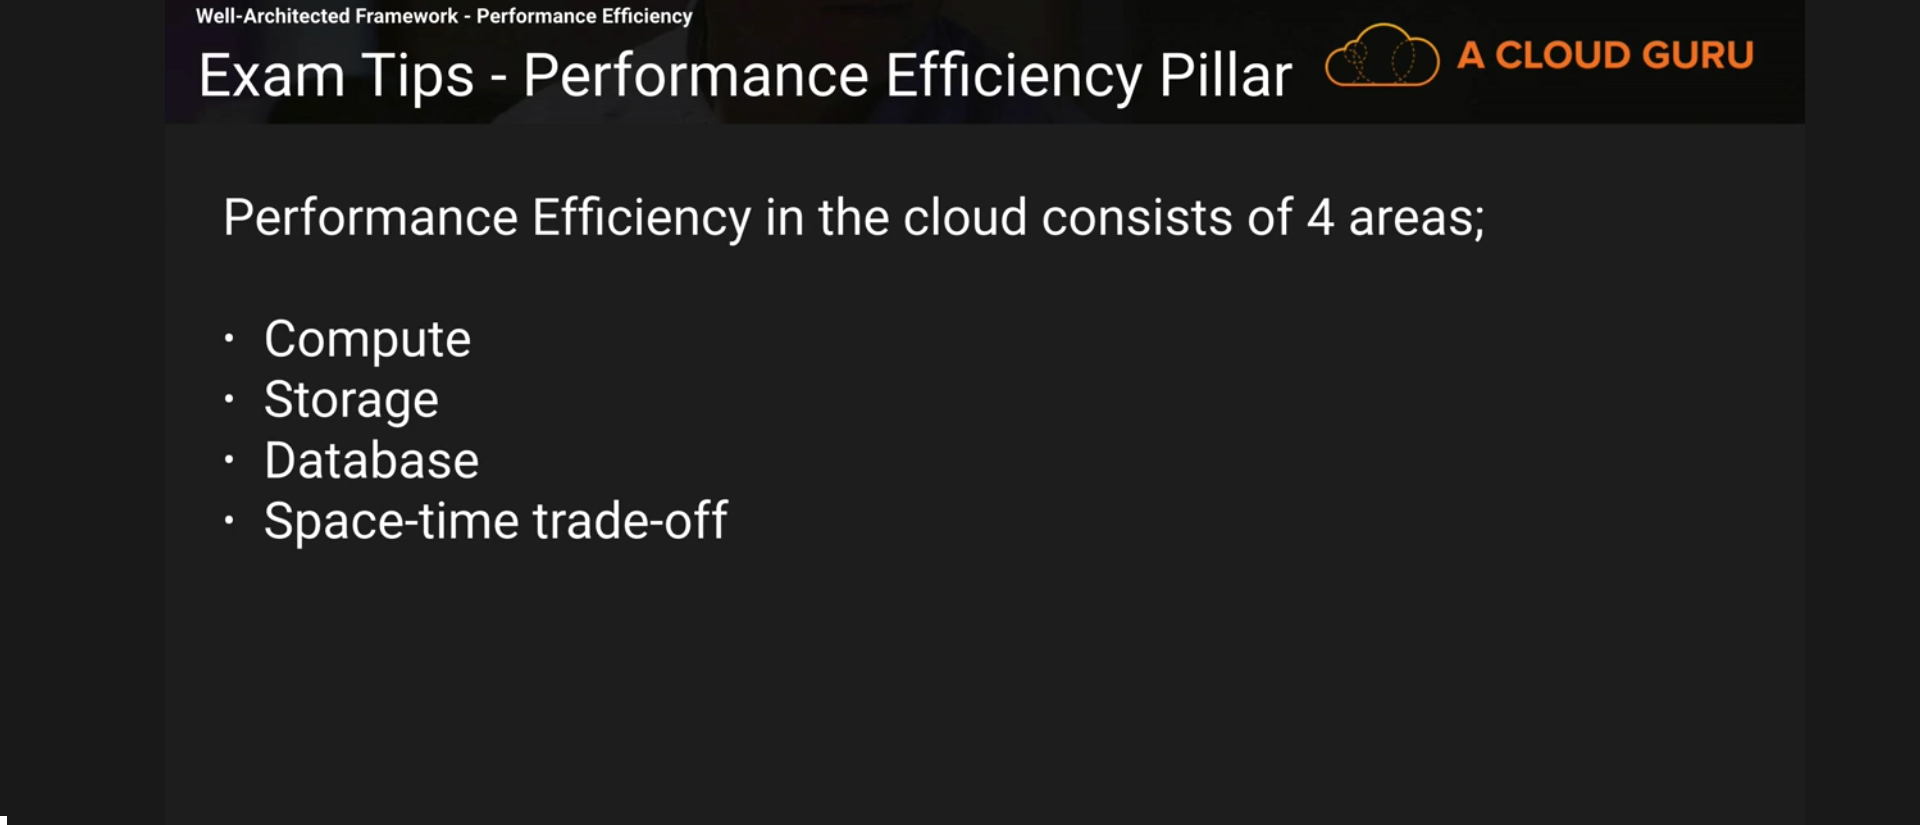 Well-Architected Framework - Performance Efficiency
Exam Tips - Performance Efficiency Pillar
A CLOUD GURU
Performance Efficiency in the cloud consists of 4 areas;
· Compute
· Storage
· Database
· Space-time trade-off